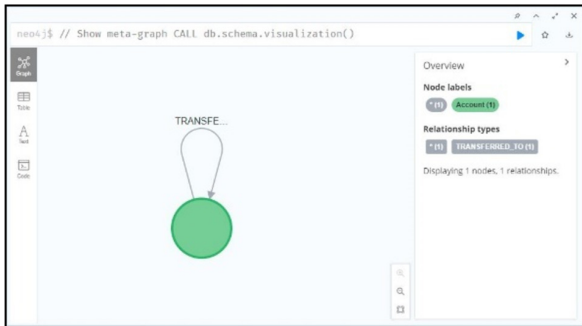 neo4j$ // Show meta-graph CALL db.schema.visualization()
Graph
Table
Text
Code
TRANSFE...
Overview
Node labels
* (1) Account (1)
Relationship types
* (1) TRANSFERRED_TO (1)
Displaying 1 nodes, 1 relationships.